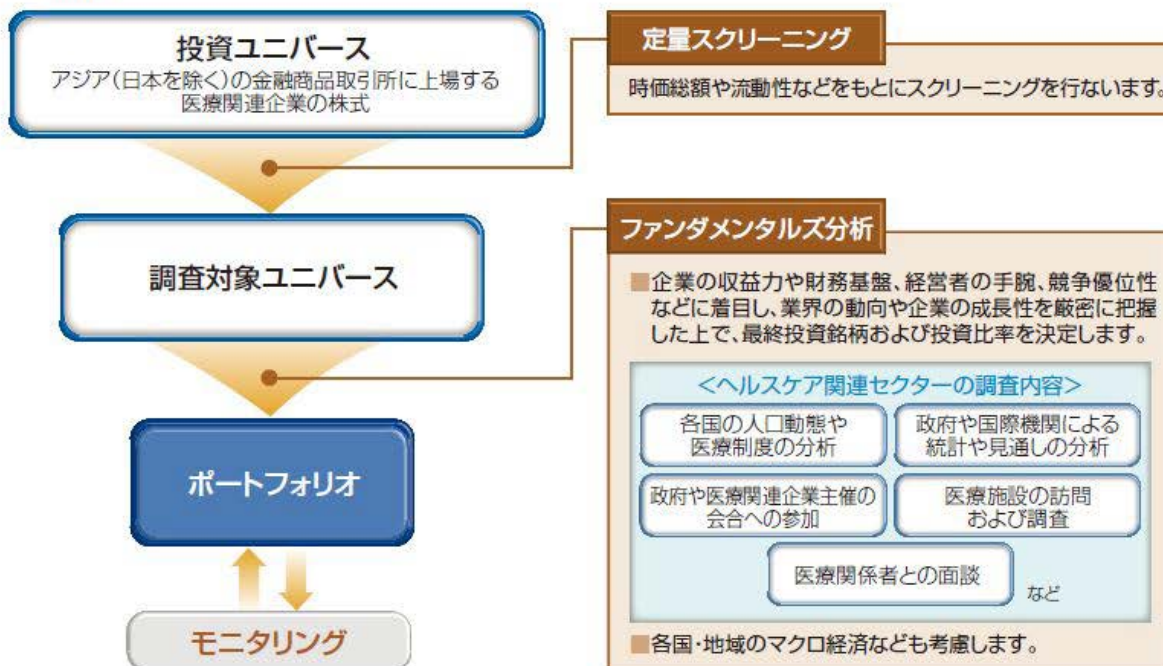 投資ユニバース
アジア(日本を除く)の金融商品取引所に上場する
医療関連企業の株式
定量スクリーニング
時価総額や流動性などをもとにスクリーニングを行ないます。
調査対象ユニバース
ファンダメンタルズ分析
■企業の収益力や財務基盤、経営者の手腕、競争優位性
などに着目し、業界の動向や企業の成長性を厳密に把握
した上で、最終投資銘柄および投資比率を決定します。
<ヘルスケア関連セクターの調査内容>
各国の人口動態や
医療制度の分析
政府や国際機関による
統計や見通しの分析
政府や医療関連企業主催の
会合への参加
医療施設の訪問
および調査
医療関係者との面談
など
■各国・地域のマクロ経済なども考慮します。
ポートフォリオ
モニタリング